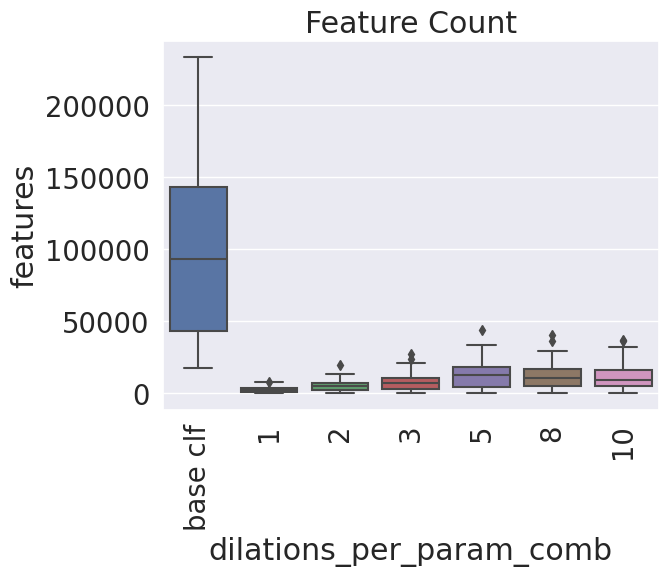 Feature Count
features
200000
150000
100000
50000
0
base clf
1
2
3
5
8
10
dilations_per_param_comb